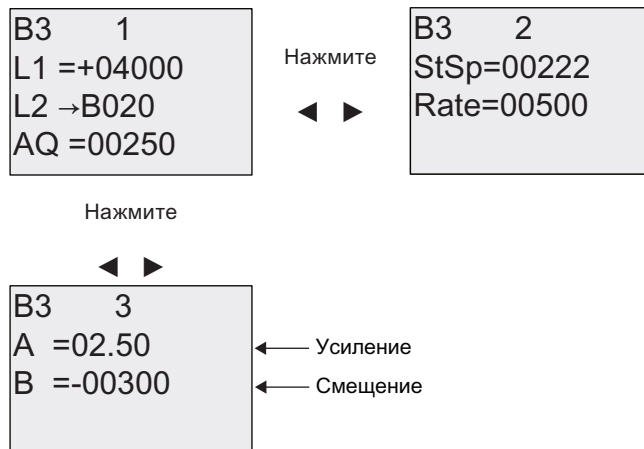 B3 1
L1 =+04000
L2 →B020
AQ =00250
Нажмите
◄ ►
B3 2
StSp=00222
Rate=00500
Нажмите
◄ ►
B3 3
A =02.50
B =-00300
Усиление
Смещение